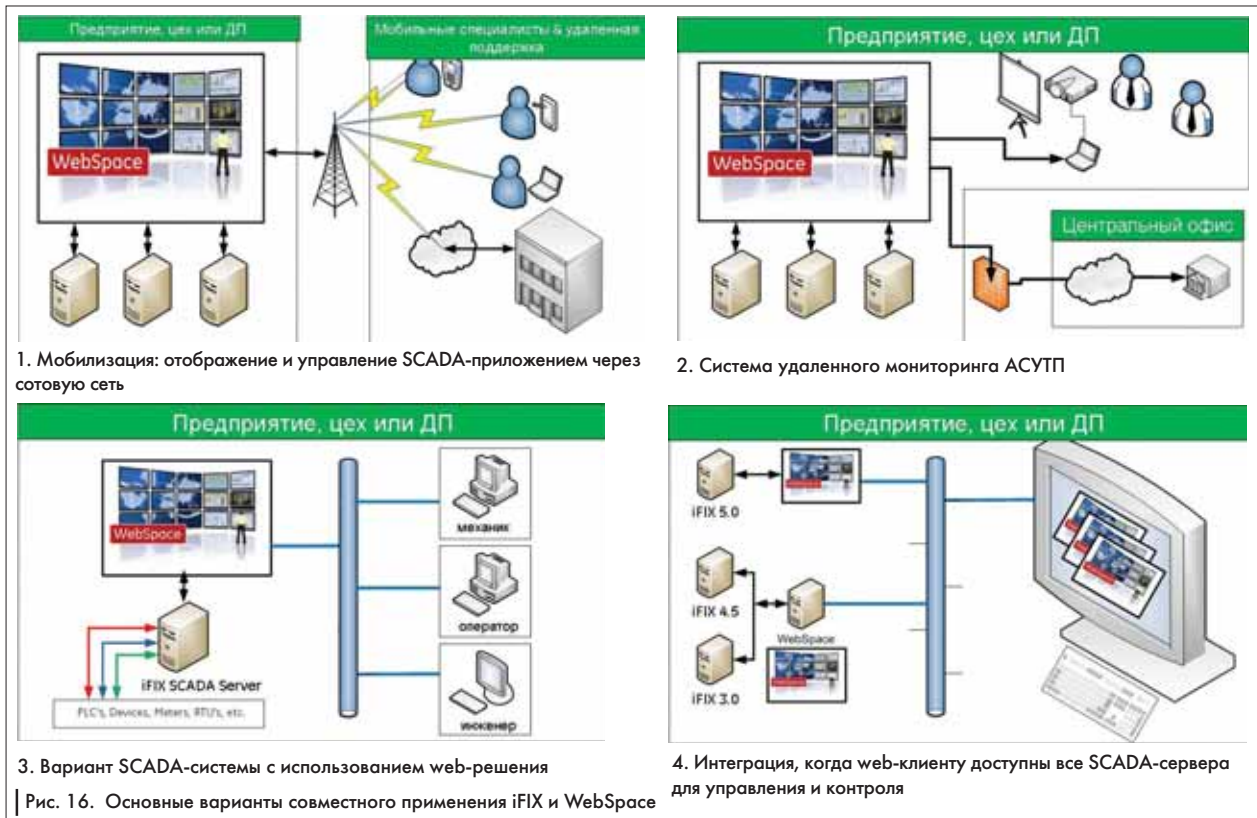 Предприятие, цех или ДП
Мобильные специалисты & удаленная
поддержка
WebSpace
1. Мобилизация: отображение и управление SCADA-приложением через
сотовую сеть
Предприятие, цех или ДП
WebSpace
Центральный офис
2. Система удаленного мониторинга АСУТП
Предприятие, цех или ДП
WebSpace
механик
оператор
инженер
iFIX SCADA Server
PLC's, Devices, Meters, RTU's, etc.
3. Вариант SCADA-системы с использованием web-решения
Предприятие, цех или ДП
iFIX 5.0
iFIX 4.5
WebSpace
iFIX 3.0
4. Интеграция, когда web-клиенту доступны все SCADA-сервера
для управления и контроля
Рис. 16. Основные варианты совместного применения iFIX и WebSpace